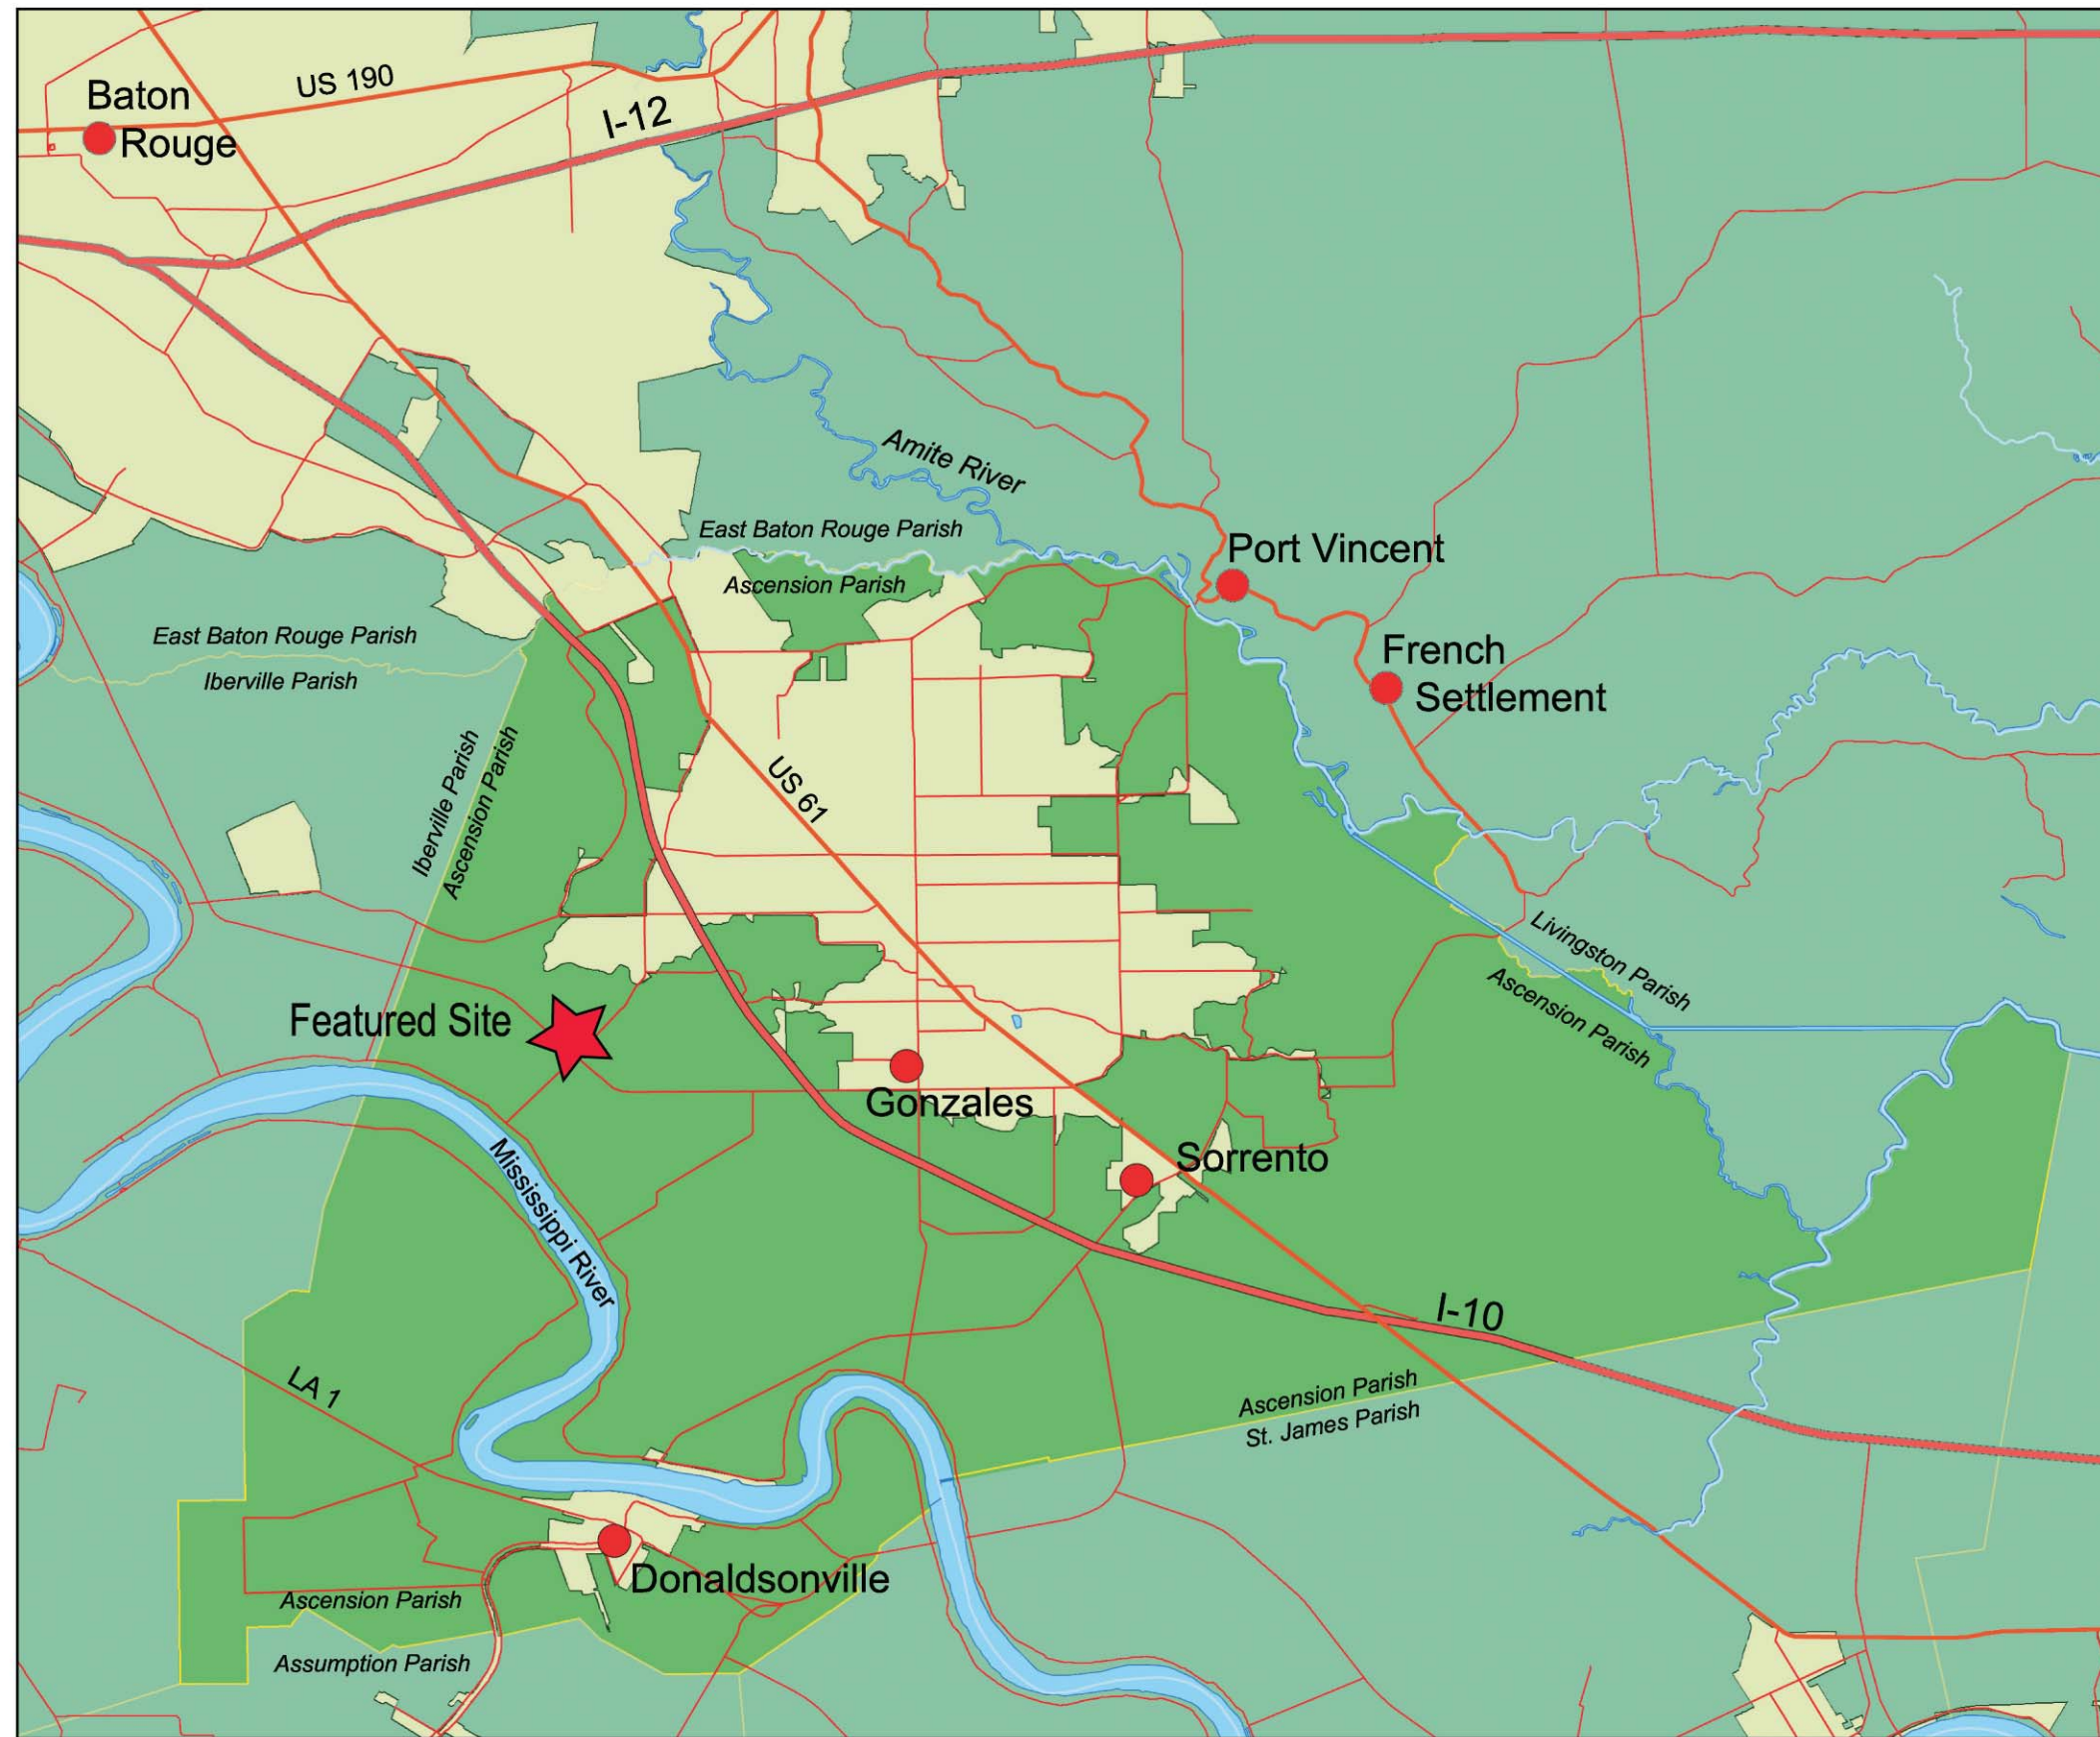 US 190
Baton
Rouge
I-12
Amite River
East Baton Rouge Parish
Ascension Parish
Port Vincent
East Baton Rouge Parish
Iberville Parish
French
Settlement
Iberville Parish
Ascension Parish
US 61
Livingston Parish
Ascension Parish
Featured Site
Gonzales
Sorrento
Mississippi River
I-10
LA 1
Ascension Parish
St. James Parish
Donaldsonville
Ascension Parish
Assumption Parish